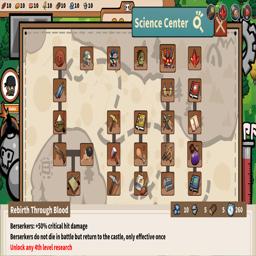 Science Center
Rebirth Through Blood
10
5
5
260
Berserkers: +50% critical hit damage
Berserkers do not die in battle but return to the castle, only effective once
Unlock any 4th level research